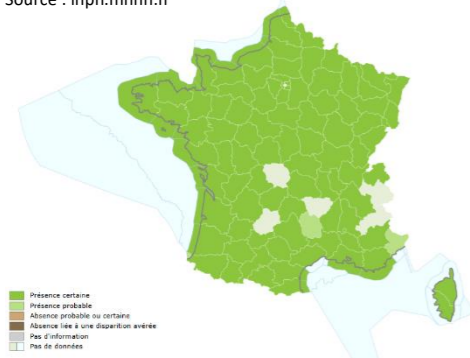 Source : inpn.mnhn.fr
Présence certaine
Présence probable
Absence probable ou certaine
Absence liée à une disparition avérée
Pas d'information
Pas de données